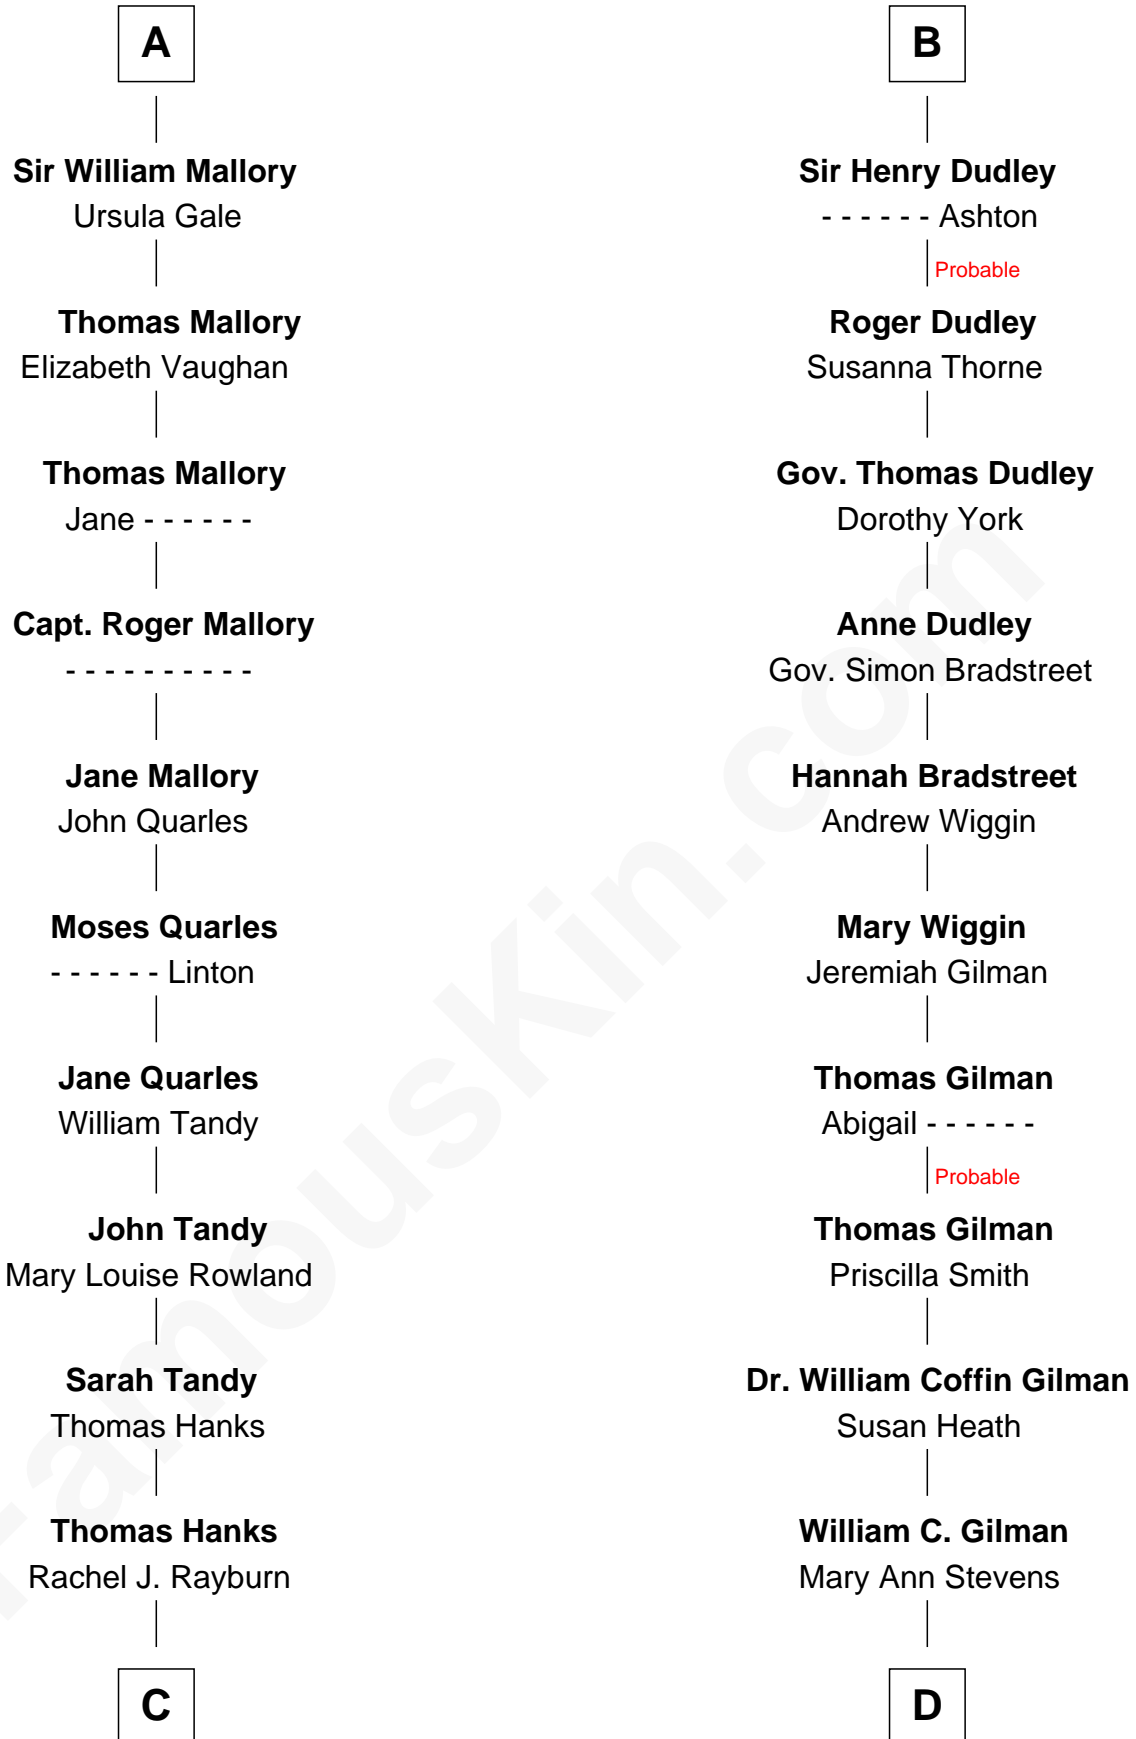 A
Sir William Mallory
Ursula Gale
Thomas Mallory
Elizabeth Vaughan
Thomas Mallory
Jane - - - - - -
Capt. Roger Mallory
- - - - - - - - - -
Jane Mallory
John Quarles
Moses Quarles
- - - - - - Linton
Jane Quarles
William Tandy
John Tandy
Mary Louise Rowland
Sarah Tandy
Thomas Hanks
Thomas Hanks
Rachel J. Rayburn
C
B
Sir Henry Dudley
- - - - - - Ashton
Probable
Roger Dudley
Susanna Thorne
Gov. Thomas Dudley
Dorothy York
Anne Dudley
Gov. Simon Bradstreet
Hannah Bradstreet
Andrew Wiggin
Mary Wiggin
Jeremiah Gilman
Thomas Gilman
Abigail - - - - - -
Probable
Thomas Gilman
Priscilla Smith
Dr. William Coffin Gilman
Susan Heath
William C. Gilman
Mary Ann Stevens
D
FamousKin.com